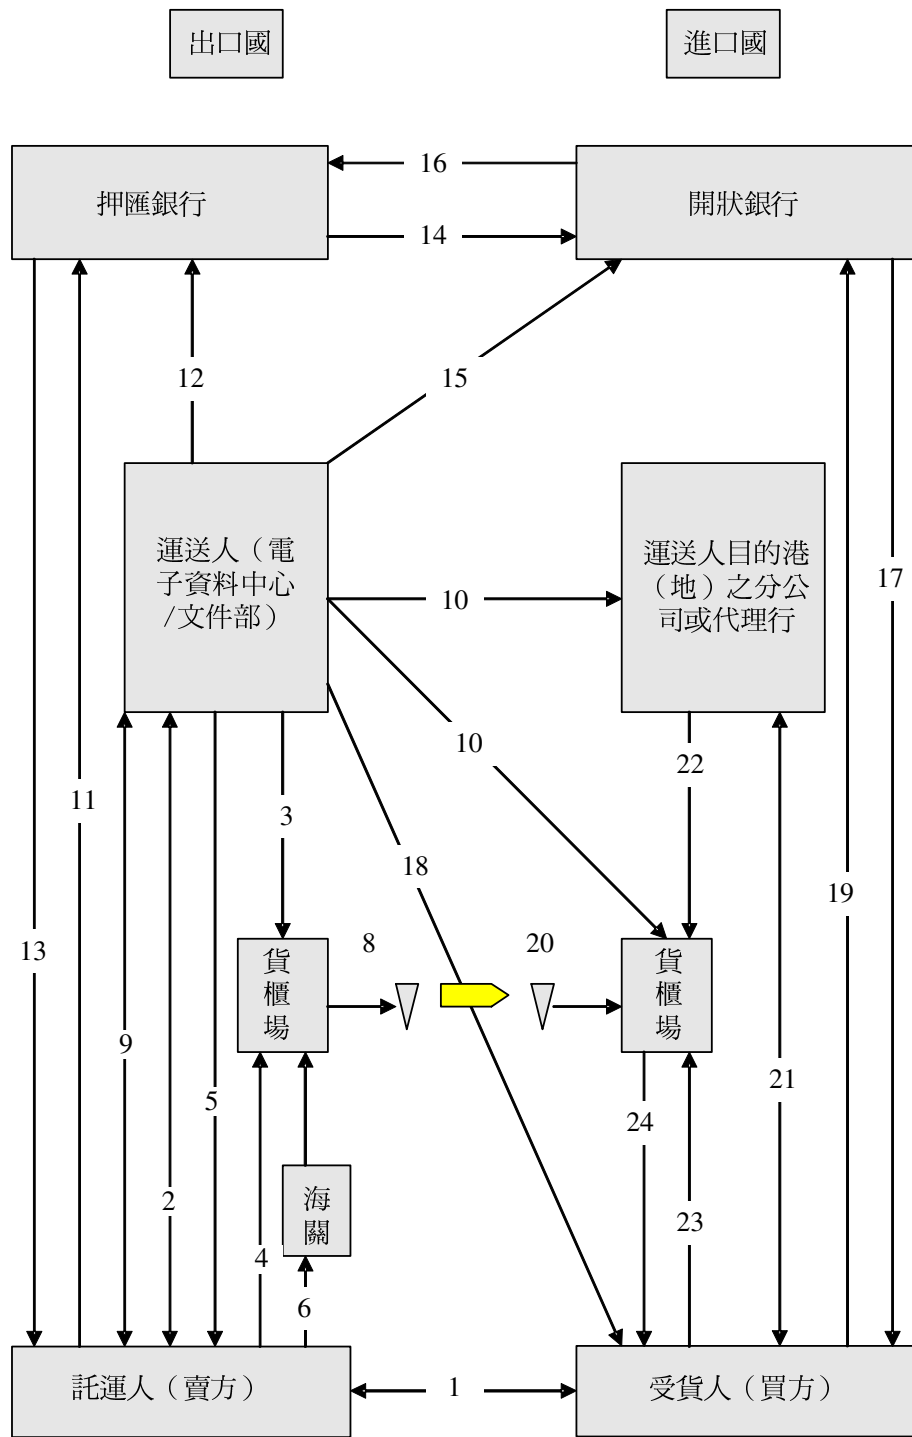 出口國
進口國
押匯銀行
16
14
開狀銀行
12
15
運送人（電
子資料中心
/文件部）
10
運送人目的港
（地）之分公
司或代理行
17
11
3
10
22
18
19
13
貨
櫃
場
8
20
貨
櫃
場
9
5
21
24
2
4
海
關
23
6
託運人（賣方）
1
受貨人（買方）